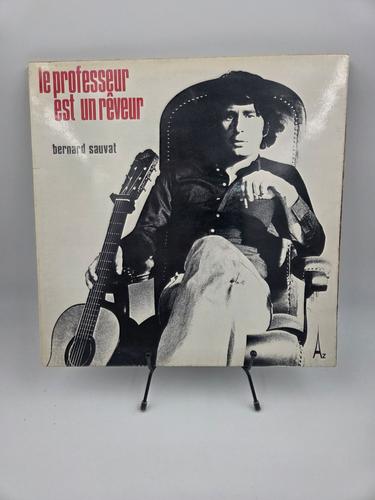 le professeur
est un rêveur
bernard sauvat
Az